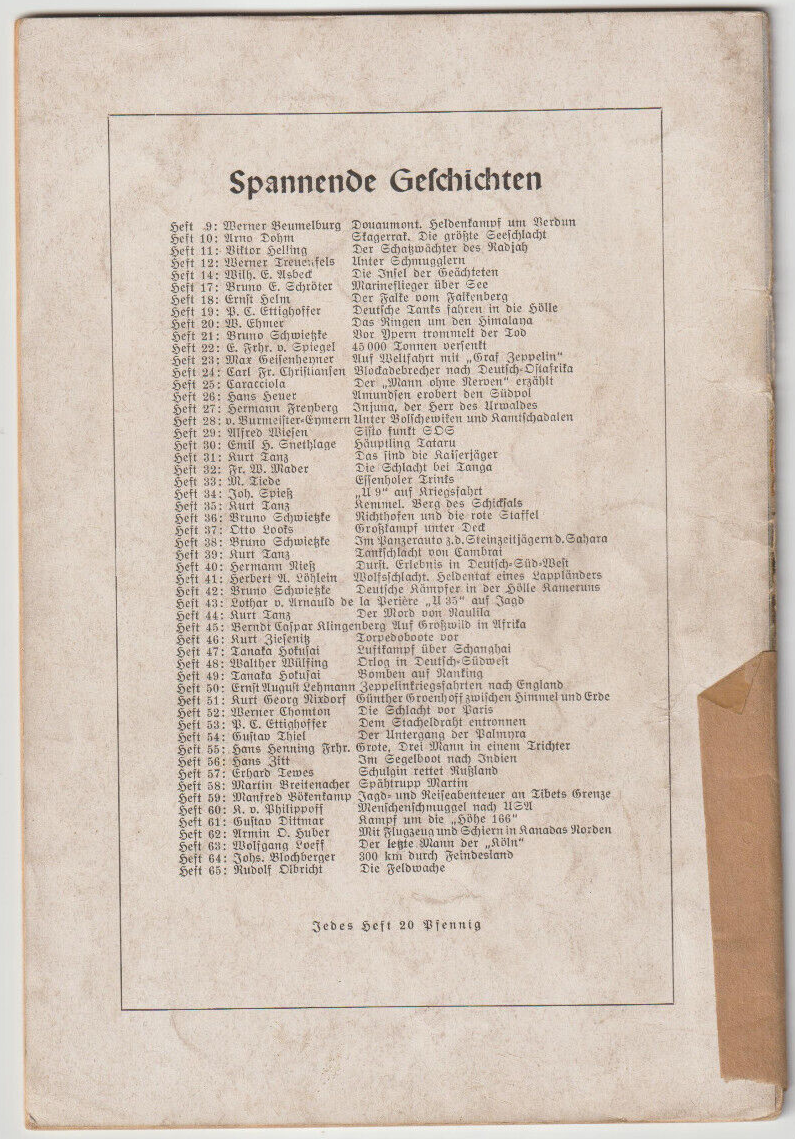 Spannende Geschichten
Heft 9: Werner Beumelburg Douaumont. Heldenkampf um Verdun
Heft 10: Arno Dohm Skagerrak. Die größte Seeschlacht
Heft 11: Viktor Helling Der Schatzwächter des Radjah
Heft 12: Werner Treuenfels Unter Schmugglern
Heft 14: Wilh. E. Asbeck Die Insel der Geächteten
Heft 17: Bruno E. Schröter Marineflieger über See
Heft 18: Ernst Helm Der Falke vom Falkenberg
Heft 19: P. C. Ettighoffer Deutsche Tanks fahren in die Hölle
Heft 20: W. Ehmer Das Ringen um den Himalaya
Heft 21: Bruno Schwietzke Vor Ypern trommelt der Tod
Heft 22: E. Frhr. v. Spiegel 45 000 Tonnen versenkt
Heft 23: Max Geisenheyner Auf Weltfahrt mit „Graf Zeppelin“
Heft 24: Carl Fr. Christiansen Blockadebrecher nach Deutsch-Ostafrika
Heft 25: Caracciola Der „Mann ohne Nerven“ erzählt
Heft 26: Hans Heuer Amundsen erobert den Südpol
Heft 27: Hermann Freyberg Injuna, der Herr des Urwaldes
Heft 28: v. Burmeister-Eymern Unter Bolschewiken und Kamtschadalen
Heft 29: Alfred Wiesen Sisto funkt SOS
Heft 30: Emil H. Snethlage Häuptling Tataru
Heft 31: Kurt Tanz Das sind die Kaiserjäger
Heft 32: Fr. W. Mader Die Schlacht bei Tanga
Heft 33: M. Tiede Essenholer Trinks
Heft 34: Joh. Spieß „U 9“ auf Kriegsfahrt
Heft 35: Kurt Tanz Kemmel. Berg des Schicksals
Heft 36: Bruno Schwietzke Richthofen und die rote Staffel
Heft 37: Otto Looks Großkampf unter Deck
Heft 38: Bruno Schwietzke Im Panzerauto z. d. Steinzeitjägern d. Sahara
Heft 39: Kurt Tanz Tankschlacht von Cambrai
Heft 40: Hermann Nieß Durst. Erlebnis in Deutsch-Süd-West
Heft 41: Herbert A. Löhlein Wolfsschlacht. Heldentat eines Lappländers
Heft 42: Bruno Schwietzke Deutsche Kämpfer in der Hölle Kameruns
Heft 43: Lothar v. Arnauld de la Perière „U 35“ auf Jagd
Heft 44: Kurt Tanz Der Mord von Naulila
Heft 45: Berndt Caspar Klingenberg Auf Großwild in Afrika
Heft 46: Kurt Ziesenitz Torpedoboote vor
Heft 47: Tanaka Hokusai Luftkampf über Schanghai
Heft 48: Walther Wülfing Orlog in Deutsch-Südwest
Heft 49: Tanaka Hokusai Bomben auf Nanking
Heft 50: Ernst August Lehmann Zeppelinkriegsfahrten nach England
Heft 51: Kurt Georg Nixdorf Günther Groenhoff zwischen Himmel und Erde
Heft 52: Werner Chomton Die Schlacht vor Paris
Heft 53: P. C. Ettighoffer Dem Stacheldraht entronnen
Heft 54: Gustav Thiel Der Untergang der Palmyra
Heft 55: Hans Henning Frhr. Grote, Drei Mann in einem Trichter
Heft 56: Hans Zitt Im Segelboot nach Indien
Heft 57: Erhard Tewes Schulgin rettet Rußland
Heft 58: Martin Breitenacher Spähtrupp Martin
Heft 59: Manfred Bökenkamp Jagd- und Reiseabenteuer an Tibets Grenze
Heft 60: K. v. Philippoff Menschenschmuggel nach USA
Heft 61: Gustav Dittmar Kampf um die „Höhe 166“
Heft 62: Armin O. Huber Mit Flugzeug und Schiern in Kanadas Norden
Heft 63: Wolfgang Loeff Der letzte Mann der „Köln“
Heft 64: Johs. Blochberger 300 km durch Feindesland
Heft 65: Rudolf Olbricht Die Feldwache
Jedes Heft 20 Pfennig